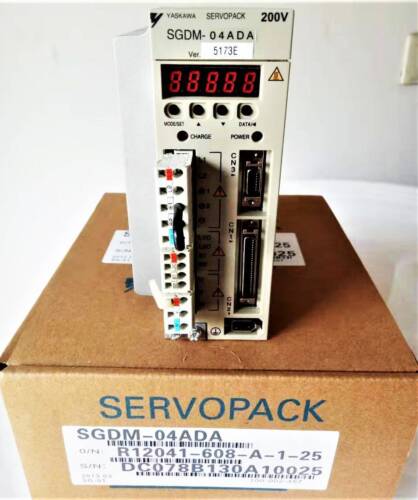 YASKAWA SERVOPACK 200V
SGDM-04ADA
Ver. 5173E
88888
MODE/SET DATA/◄
CHARGE POWER
CN3
CN1
CN2
SERVOPACK
SGDM-04ADA
O/N: R12041-608-A-1-25
S/N: DC078B130A10025